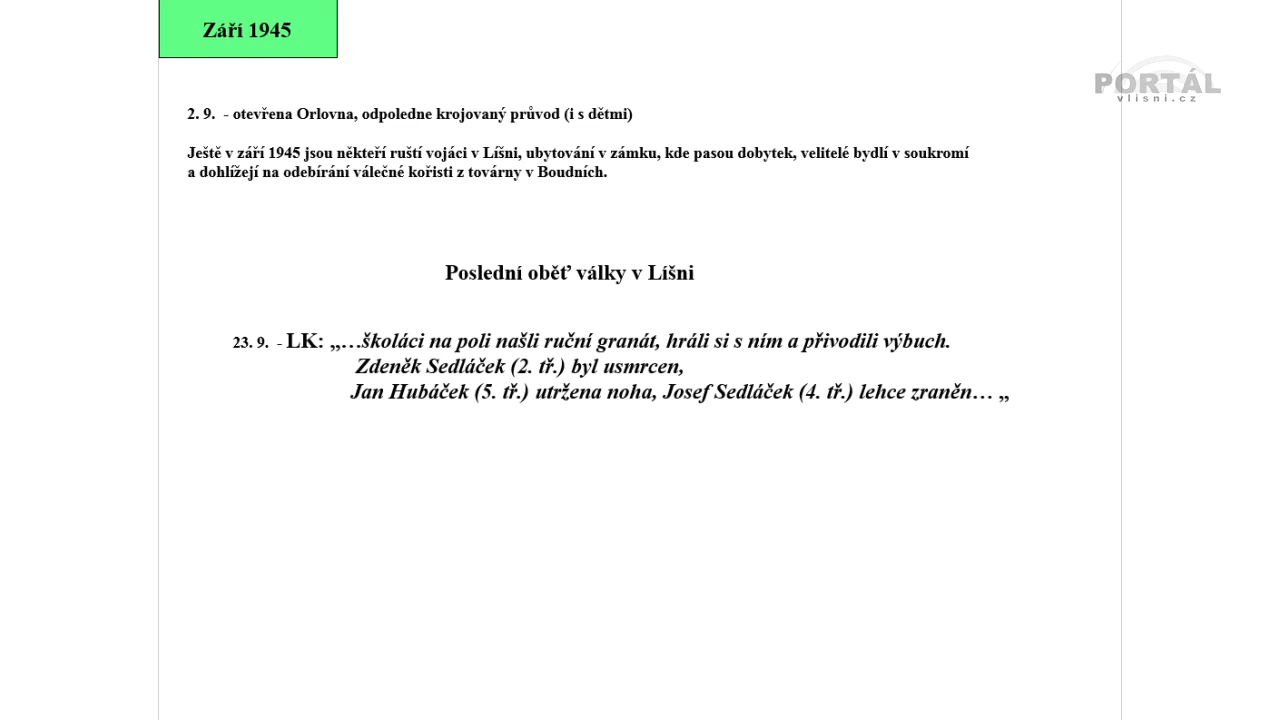 Září 1945
PORTÁL
vlisni.cz
2. 9. - otevřena Orlovna, odpoledne krojovaný průvod (i s dětmi)
Ještě v září 1945 jsou někteří ruští vojáci v Líšni, ubytování v zámku, kde pasou dobytek, velitelé bydlí v soukromí
a dohlížejí na odebírání válečné kořisti z továrny v Boudních.
Poslední oběť války v Líšni
23. 9. - LK: „…školáci na poli našli ruční granát, hráli si s ním a přivodili výbuch.
Zdeněk Sedláček (2. tř.) byl usmrcen,
Jan Hubáček (5. tř.) utržena noha, Josef Sedláček (4. tř.) lehce zraněn… „